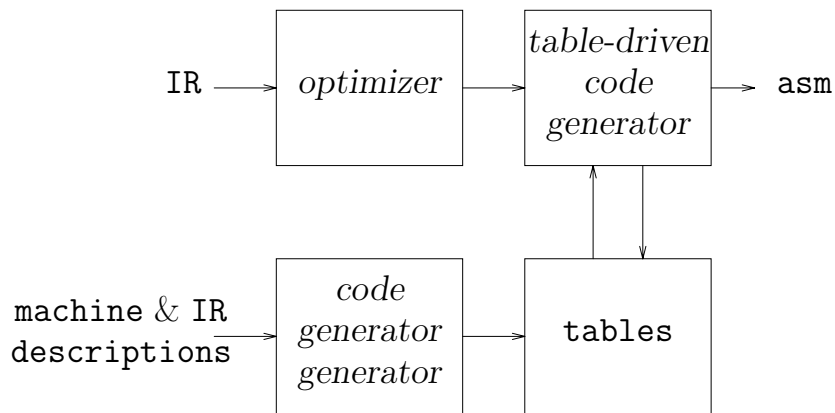 IR
optimizer
table-driven
code
generator
asm
machine & IR
descriptions
code
generator
generator
tables